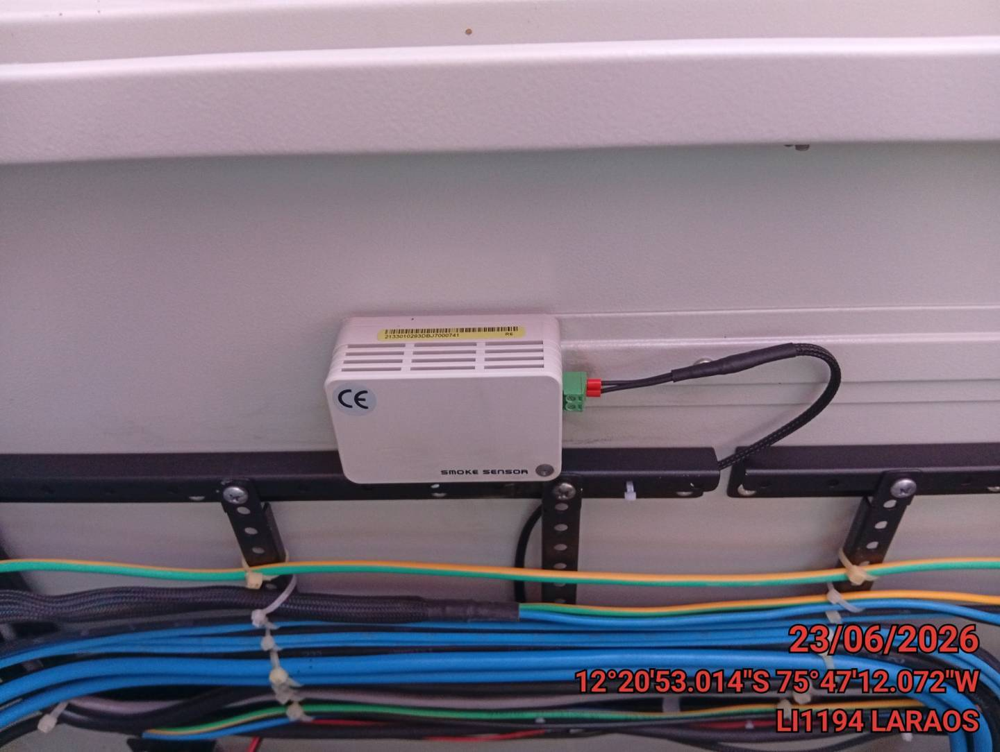 2133010293DBJ7000741 R6
CE
SMOKE SENSOR
23/06/2026
12°20'53.014"S 75°47'12.072"W
LI1194 LARAOS